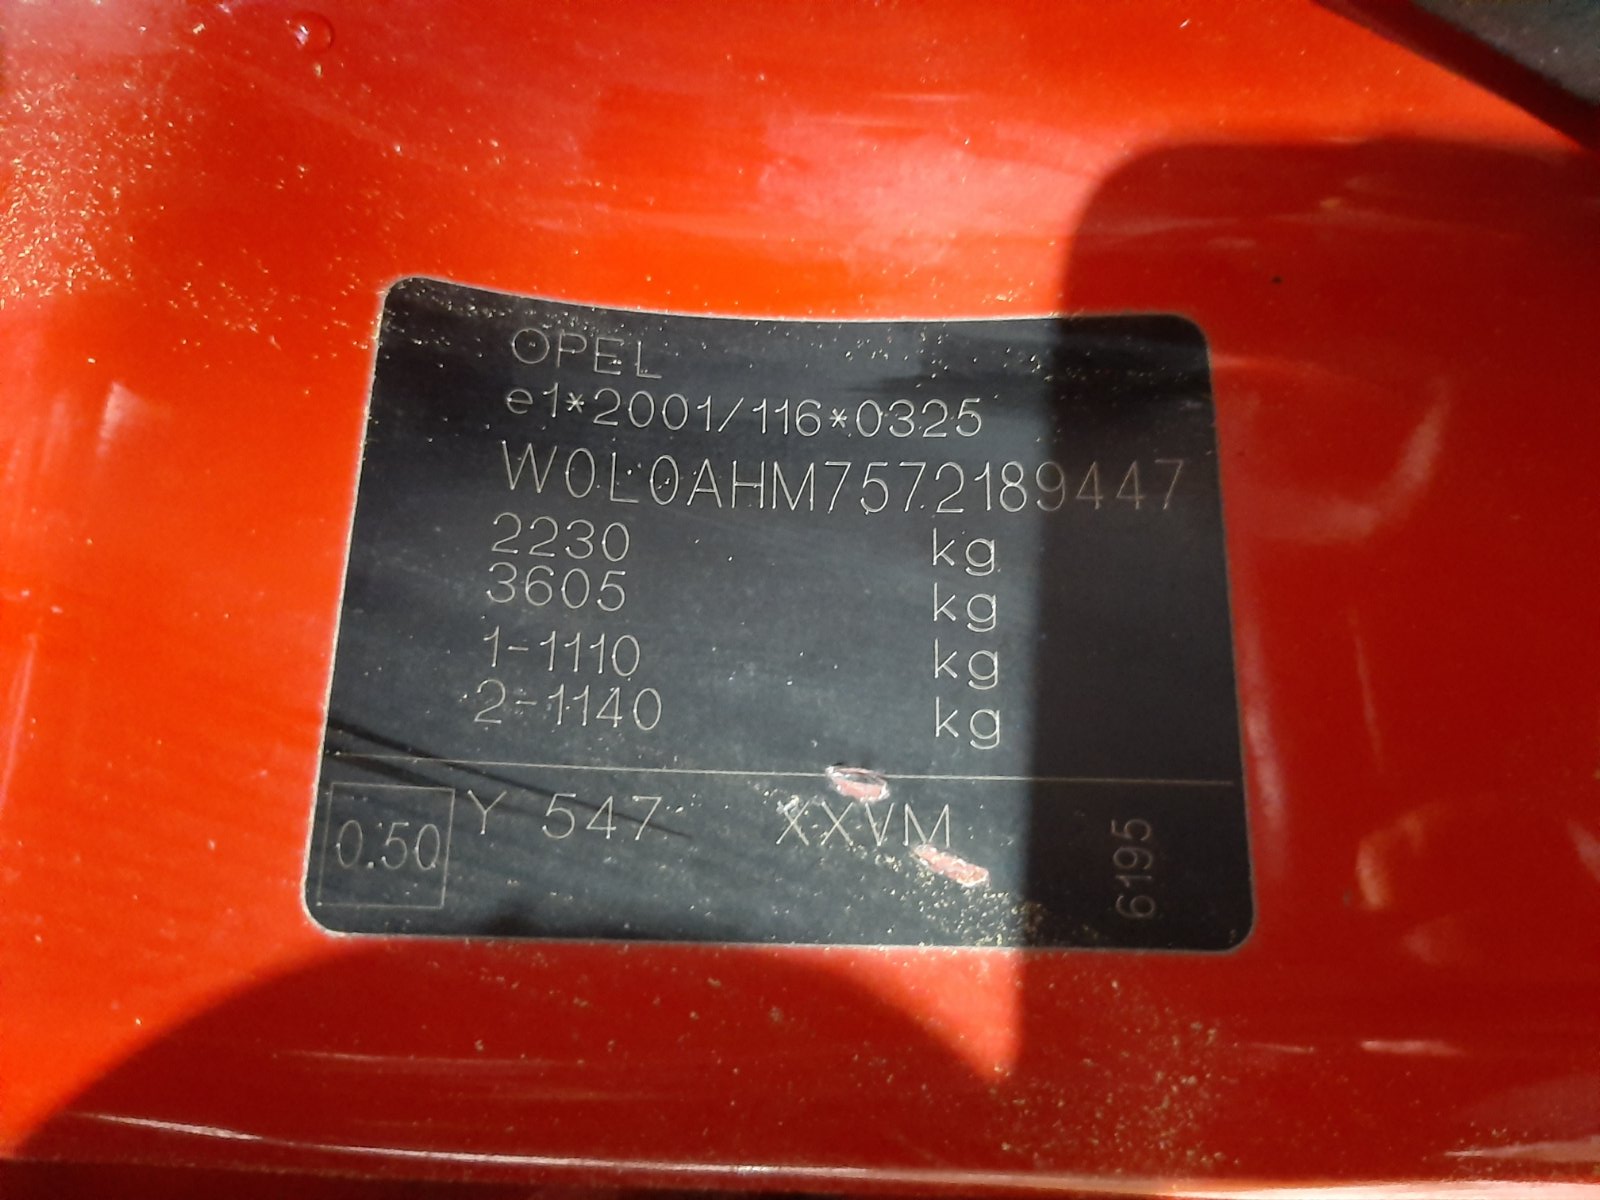 OPEL
e1*2001/116*0325
W0L0AHM7572189447
2230 kg
3605 kg
1-1110 kg
2-1140 kg
0.50 Y 547 XXVM
6195